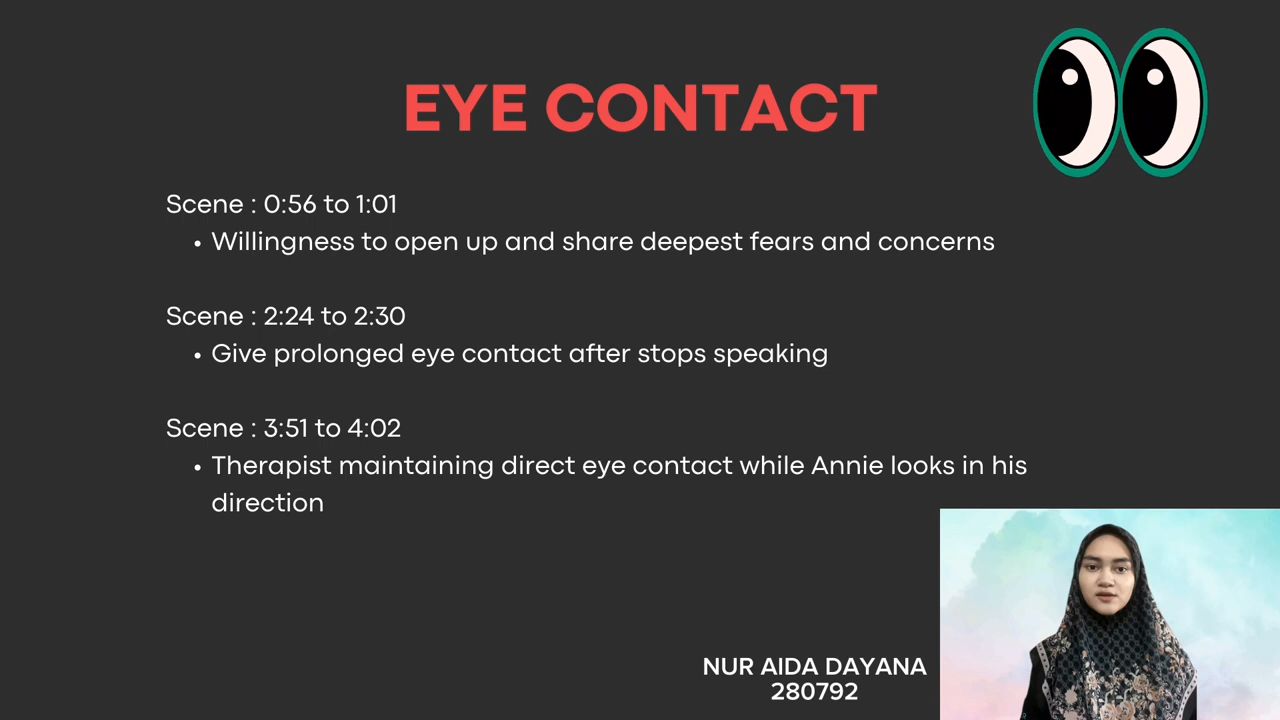 EYE CONTACT
Scene : 0:56 to 1:01
• Willingness to open up and share deepest fears and concerns
Scene : 2:24 to 2:30
• Give prolonged eye contact after stops speaking
Scene : 3:51 to 4:02
• Therapist maintaining direct eye contact while Annie looks in his
direction
NUR AIDA DAYANA
280792